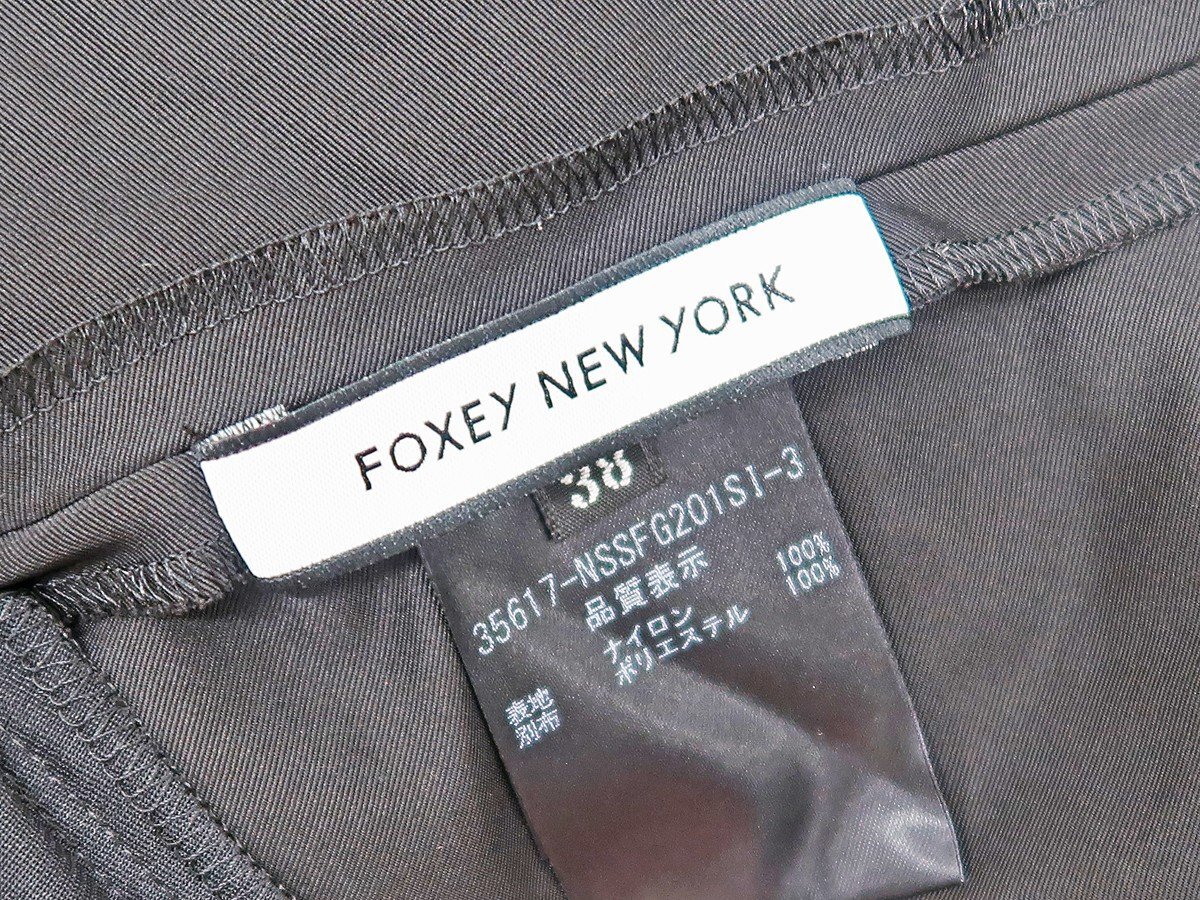 FOXEY NEW YORK
38
35617-NSSFG201SI-3
品質表示
表地 ナイロン 100%
別布 ポリエステル 100%